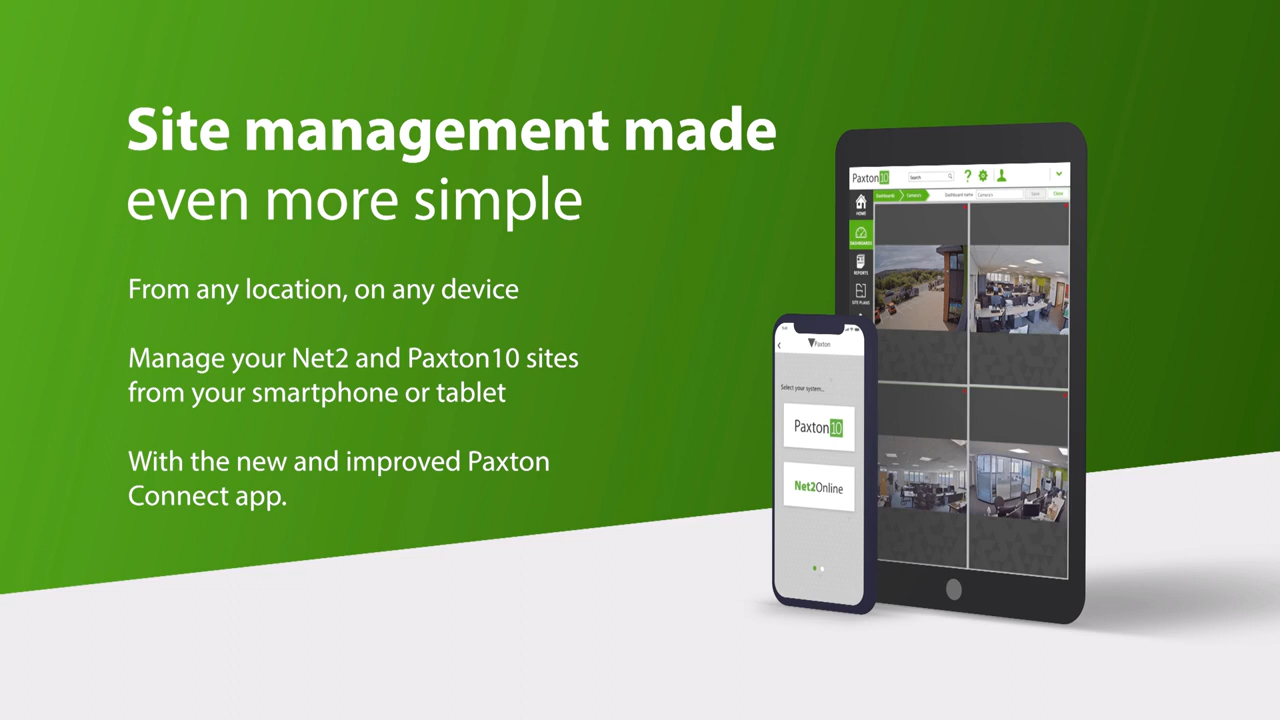 Site management made
even more simple
From any location, on any device
Manage your Net2 and Paxton10 sites
from your smartphone or tablet
With the new and improved Paxton
Connect app.
Paxton10
Search
?
Dashboards
Cameras
Dashboard name
Camera's
Save
Close
HOME
DASHBOARDS
REPORTS
SITE PLANS
Paxton
Select your system...
Paxton10
Net2Online